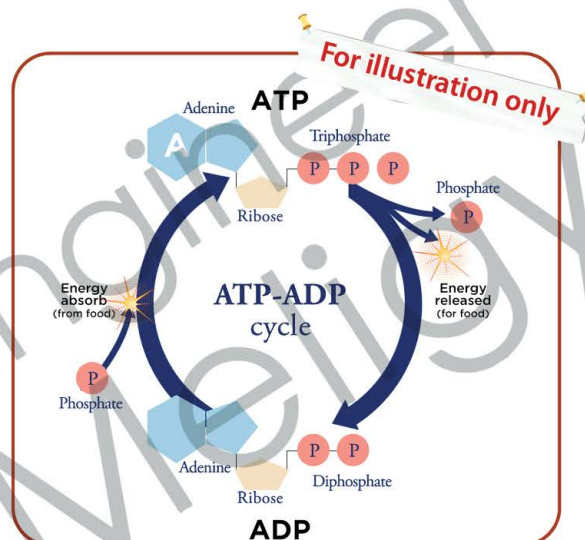 For illustration only
ATP
Adenine
A
Triphosphate
P P P
Ribose
Phosphate
P
Energy
absorb
(from food)
ATP-ADP
cycle
Energy
released
(for food)
P
Phosphate
Adenine
P P
Ribose
Diphosphate
ADP